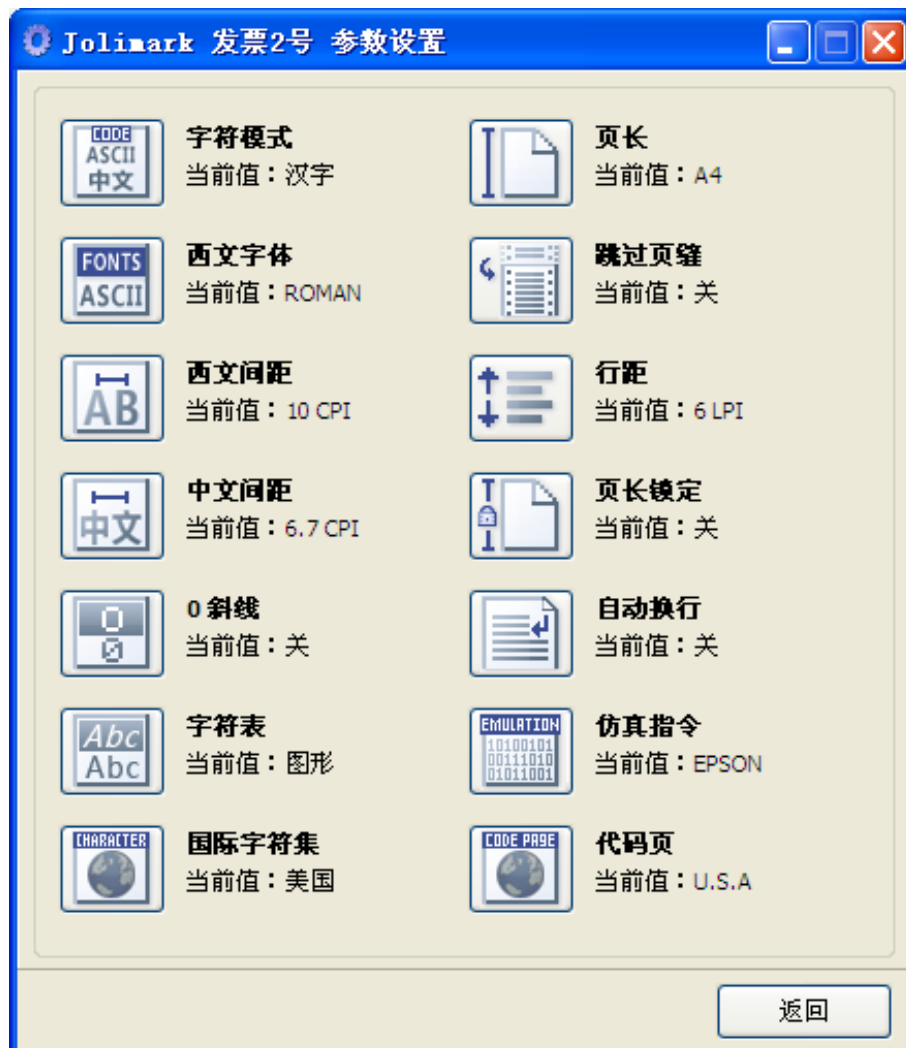 Jolimark 发票2号 参数设置
CODE
ASCII
中文
字符模式
当前值：汉字
页长
当前值：A4
FONTS
ASCII
西文字体
当前值：ROMAN
跳过页缝
当前值：关
AB
西文间距
当前值：10 CPI
行距
当前值：6 LPI
中文
中文间距
当前值：6.7 CPI
页长锁定
当前值：关
0
0
0 斜线
当前值：关
自动换行
当前值：关
Abc
Abc
字符表
当前值：图形
EMULATION
10100101
00111010
01011001
仿真指令
当前值：EPSON
CHARACTER
国际字符集
当前值：美国
CODE PAGE
代码页
当前值：U.S.A
返回